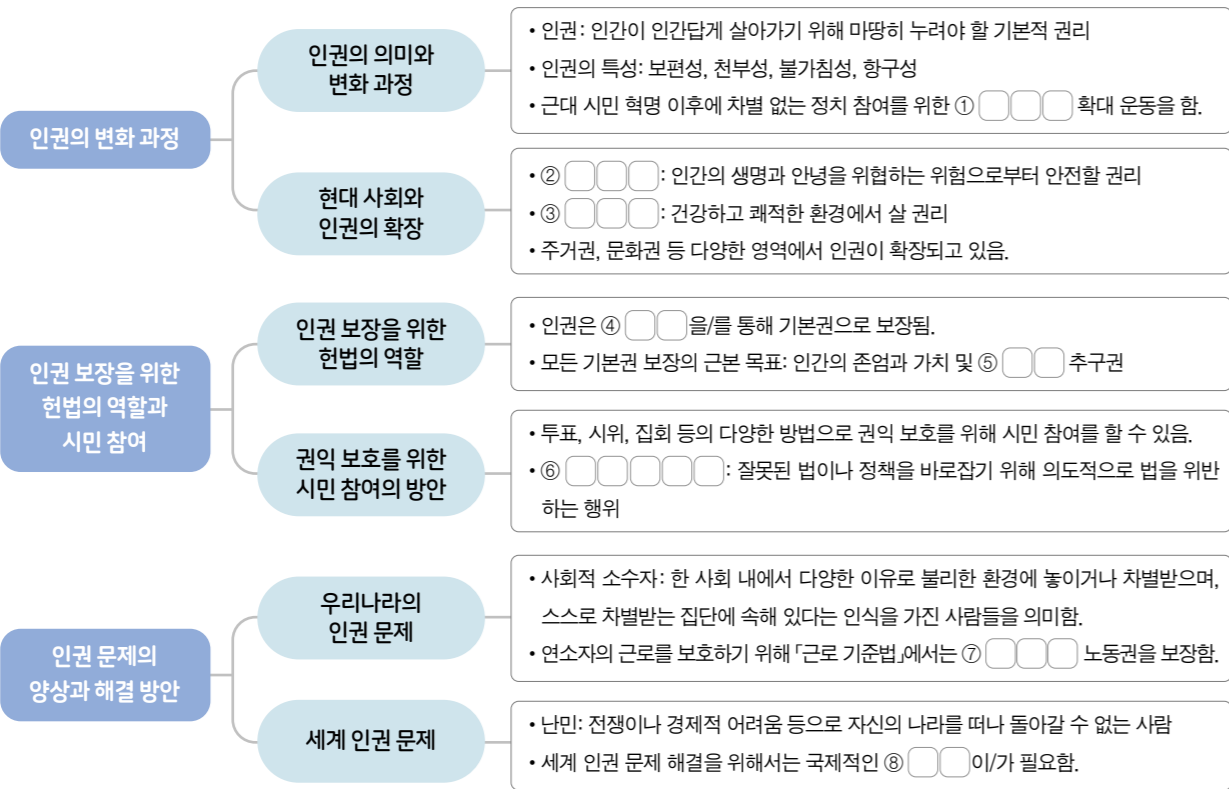 인권의 변화 과정
인권의 의미와
변화 과정
• 인권: 인간이 인간답게 살아가기 위해 마땅히 누려야 할 기본적 권리
• 인권의 특성: 보편성, 천부성, 불가침성, 항구성
• 근대 시민 혁명 이후에 차별 없는 정치 참여를 위한 ① □□□ 확대 운동을 함.
현대 사회와
인권의 확장
• ② □□□: 인간의 생명과 안녕을 위협하는 위험으로부터 안전할 권리
• ③ □□□: 건강하고 쾌적한 환경에서 살 권리
• 주거권, 문화권 등 다양한 영역에서 인권이 확장되고 있음.
인권 보장을 위한
헌법의 역할과
시민 참여
인권 보장을 위한
헌법의 역할
• 인권은 ④ □□을/를 통해 기본권으로 보장됨.
• 모든 기본권 보장의 근본 목표: 인간의 존엄과 가치 및 ⑤ □□ 추구권
권익 보호를 위한
시민 참여의 방안
• 투표, 시위, 집회 등의 다양한 방법으로 권익 보호를 위해 시민 참여를 할 수 있음.
• ⑥ □□□□□: 잘못된 법이나 정책을 바로잡기 위해 의도적으로 법을 위반
하는 행위
인권 문제의
양상과 해결 방안
우리나라의
인권 문제
• 사회적 소수자: 한 사회 내에서 다양한 이유로 불리한 환경에 놓이거나 차별받으며,
스스로 차별받는 집단에 속해 있다는 인식을 가진 사람들을 의미함.
• 연소자의 근로를 보호하기 위해 「근로 기준법」에서는 ⑦ □□□ 노동권을 보장함.
세계 인권 문제
• 난민: 전쟁이나 경제적 어려움 등으로 자신의 나라를 떠나 돌아갈 수 없는 사람
• 세계 인권 문제 해결을 위해서는 국제적인 ⑧ □□이/가 필요함.